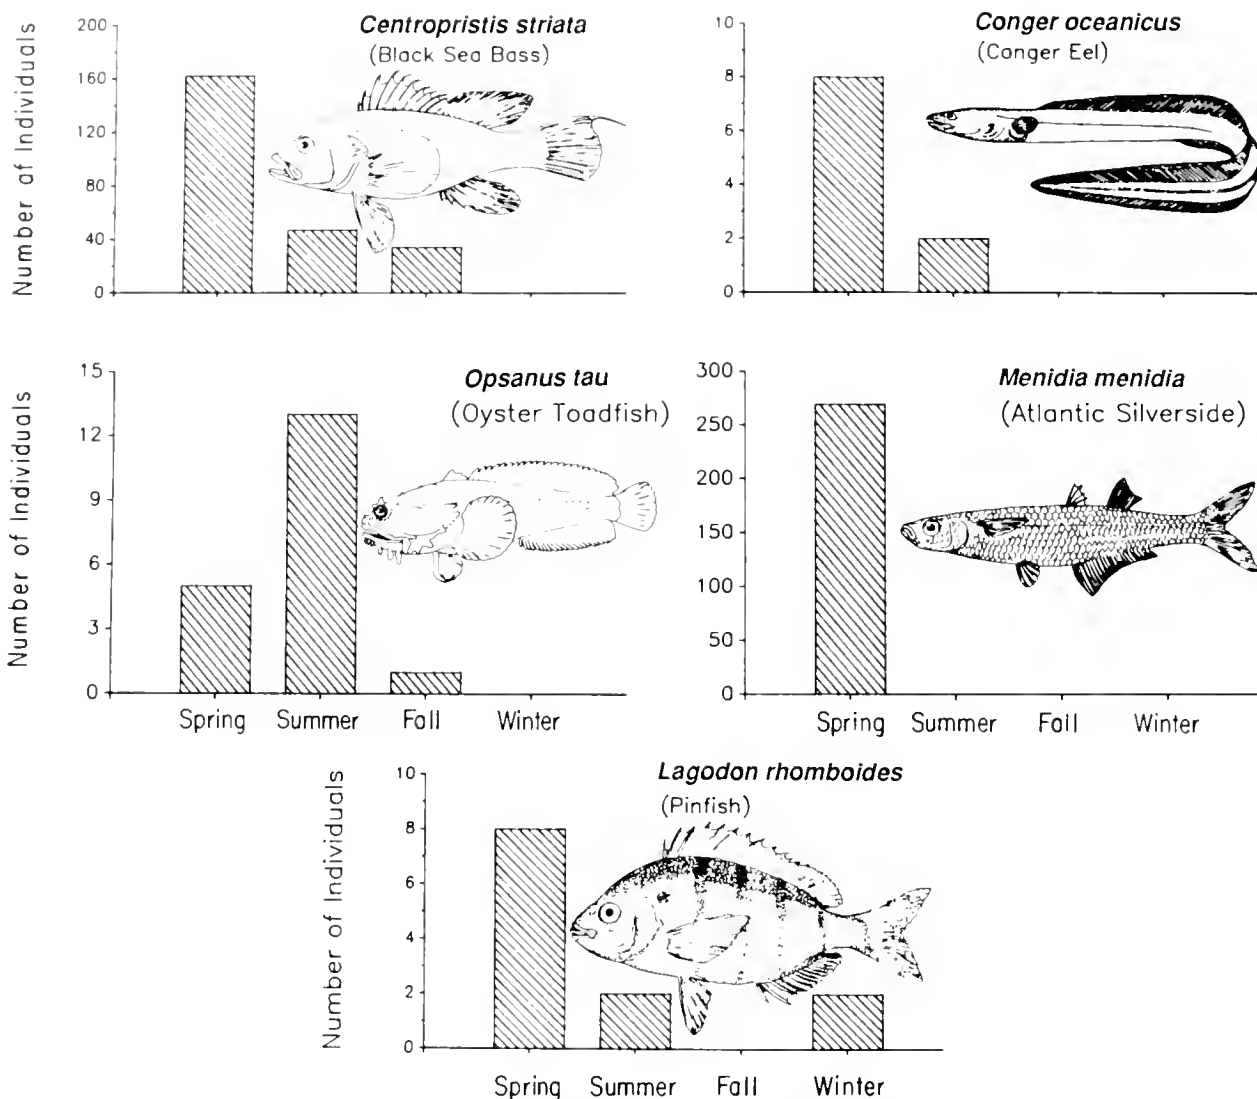 Centropristis striata
(Black Sea Bass)
Number of Individuals
200
160
120
80
40
0
Conger oceanicus
(Conger Eel)
10
8
6
4
2
0
Opsanus tau
(Oyster Toadfish)
Number of Individuals
15
12
9
6
3
0
Spring Summer Fall Winter
Menidia menidia
(Atlantic Silverside)
300
250
200
150
100
50
0
Spring Summer Fall Winter
Lagodon rhomboides
(Pinfish)
Number of Individuals
10
8
6
4
2
0
Spring Summer Fall Winter